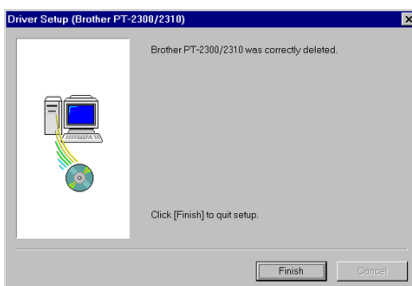 Driver Setup (Brother PT-2300/2310)
Brother PT-2300/2310 was correctly deleted.
Click [Finish] to quit setup.
Finish
Cancel